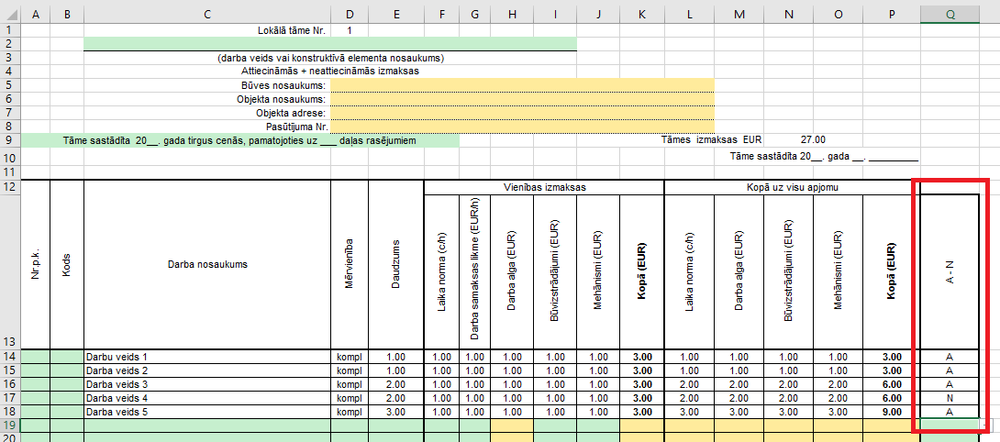 A B C D E F G H I J K L M N O P Q
1 Lokālā tāme Nr. 1
2
3 (darba veids vai konstruktīvā elementa nosaukums)
4 Attiecināmās + neattiecināmās izmaksas
5 Būves nosaukums:
6 Objekta nosaukums:
7 Objekta adrese:
8 Pasūtījuma Nr.
9 Tāme sastādīta 20__. gada tirgus cenās, pamatojoties uz ___ daļas rasējumiem Tāmes izmaksas EUR 27.00
10 Tāme sastādīta 20__. gada __. _________
11
12 Vienības izmaksas Kopā uz visu apjomu
13 Nr.p.k. Kods Darba nosaukums Mērvienība Daudzums Laika norma (c/h) Darba samaksas likme (EUR/h) Darba alga (EUR) Būvizstrādājumi (EUR) Mehānismi (EUR) Kopā (EUR) Laika norma (c/h) Darba alga (EUR) Būvizstrādājumi (EUR) Mehānismi (EUR) Kopā (EUR) A - N
14 Darbu veids 1 kompl 1.00 1.00 1.00 1.00 1.00 1.00 3.00 1.00 1.00 1.00 1.00 3.00 A
15 Darba veids 2 kompl 1.00 1.00 1.00 1.00 1.00 1.00 3.00 1.00 1.00 1.00 1.00 3.00 A
16 Darba veids 3 kompl 2.00 1.00 1.00 1.00 1.00 1.00 3.00 2.00 2.00 2.00 2.00 6.00 A
17 Darba veids 4 kompl 2.00 1.00 1.00 1.00 1.00 1.00 3.00 2.00 2.00 2.00 2.00 6.00 N
18 Darba veids 5 kompl 3.00 1.00 1.00 1.00 1.00 1.00 3.00 3.00 3.00 3.00 3.00 9.00 A
19
20